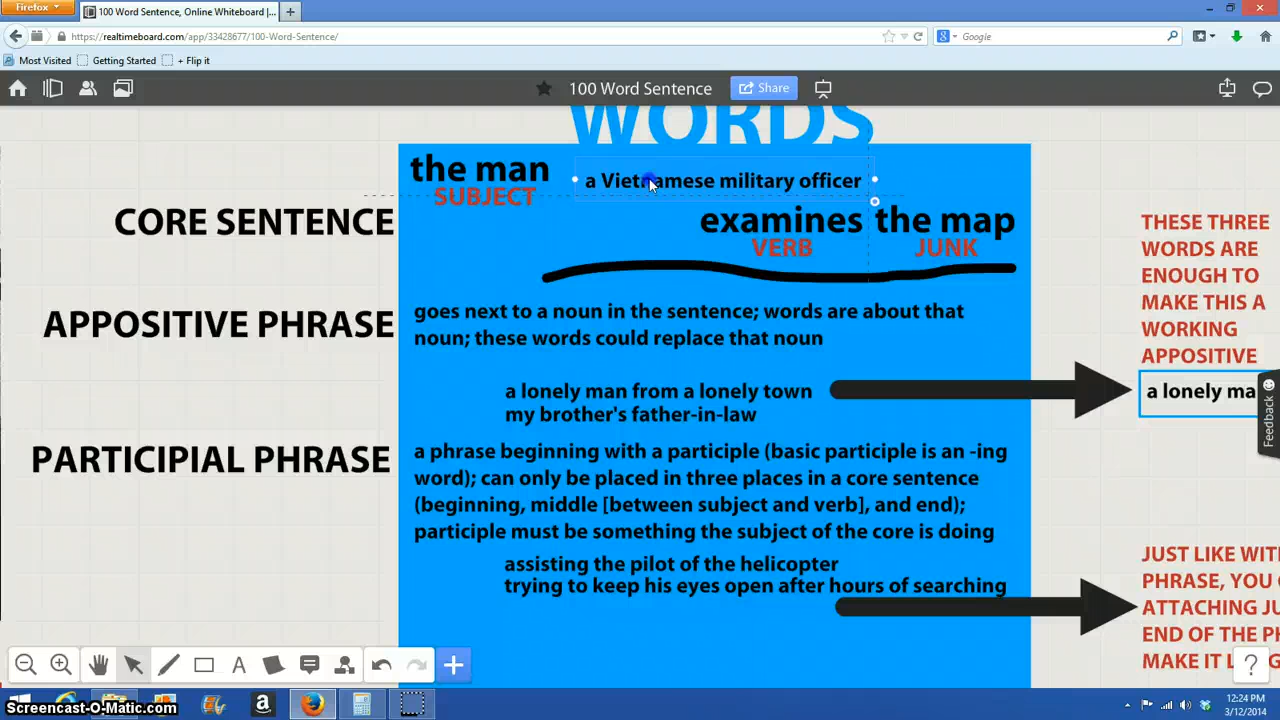 Firefox
100 Word Sentence, Online Whiteboard |...
https://realtimeboard.com/app/33428677/100-Word-Sentence/
Google
Most Visited
Getting Started
+ Flip it
100 Word Sentence
Share
WORDS
the man
SUBJECT
a Vietnamese military officer
CORE SENTENCE
examines the map
VERB
JUNK
APPOSITIVE PHRASE
goes next to a noun in the sentence; words are about that
noun; these words could replace that noun
a lonely man from a lonely town
my brother's father-in-law
PARTICIPIAL PHRASE
a phrase beginning with a participle (basic participle is an -ing
word); can only be placed in three places in a core sentence
(beginning, middle [between subject and verb], and end);
participle must be something the subject of the core is doing
assisting the pilot of the helicopter
trying to keep his eyes open after hours of searching
THESE THREE
WORDS ARE
ENOUGH TO
MAKE THIS A
WORKING
APPOSITIVE
a lonely ma
Feedback
JUST LIKE WIT
PHRASE, YOU
ATTACHING JU
END OF THE P
MAKE IT L
Screencast-O-Matic.com
12:24 PM
3/12/2014